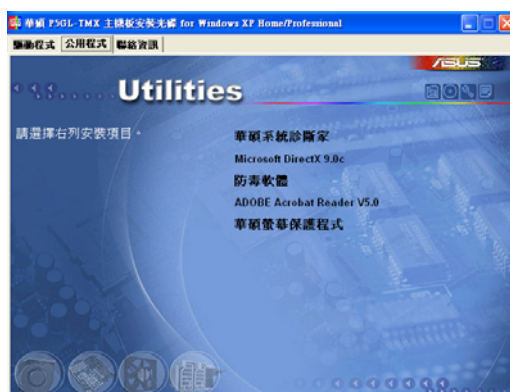 華碩 P5GL-TMX 主機板安裝光碟 for Windows XP Home/Professional
驅動程式 公用程式 聯絡資訊
ASUS
Utilities
請選擇右列安裝項目。
華碩系統診斷家
Microsoft DirectX 9.0c
防毒軟體
ADOBE Acrobat Reader V5.0
華碩螢幕保護程式